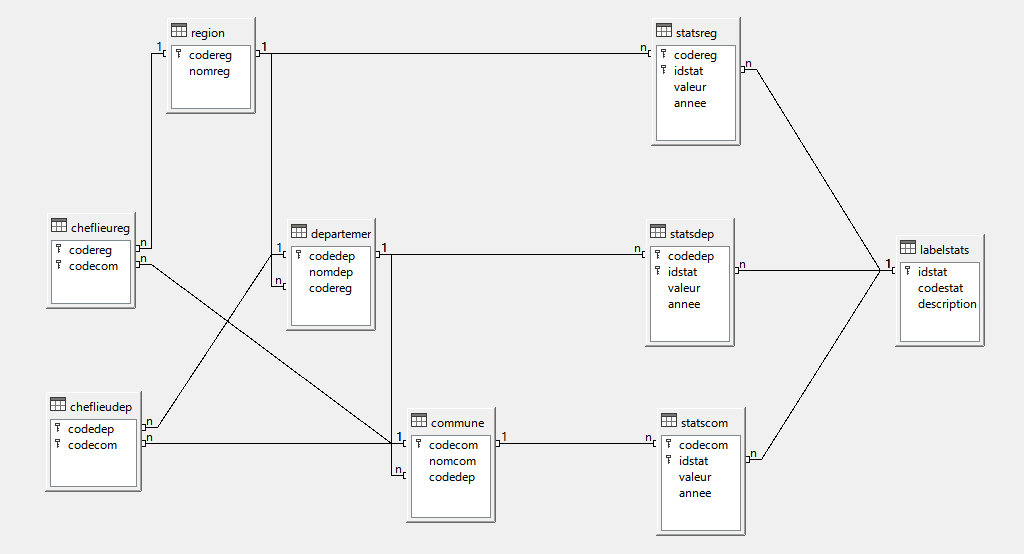 region
codereg
nomreg
1
1
n
statsreg
codereg
idstat
valeur
annee
n
cheflieureg
codereg
codecom
n
n
departemer
codedep
nomdep
codereg
1
n
1
n
statsdep
codedep
idstat
valeur
annee
n
1
labelstats
idstat
codestat
description
cheflieudep
codedep
codecom
n
n
commune
codecom
nomcom
codedep
1
n
1
n
statscom
codecom
idstat
valeur
annee
n